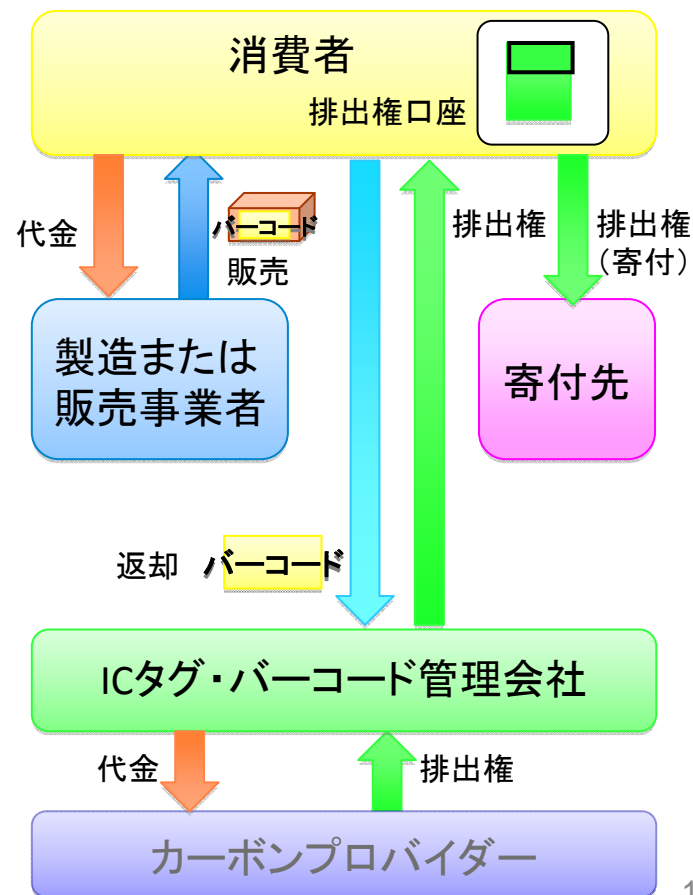 消費者
排出権口座
代金
バーコード
販売
排出権
排出権
（寄付）
製造または
販売事業者
寄付先
返却
バーコード
ICタグ・バーコード管理会社
代金
排出権
カーボンプロバイダー
1